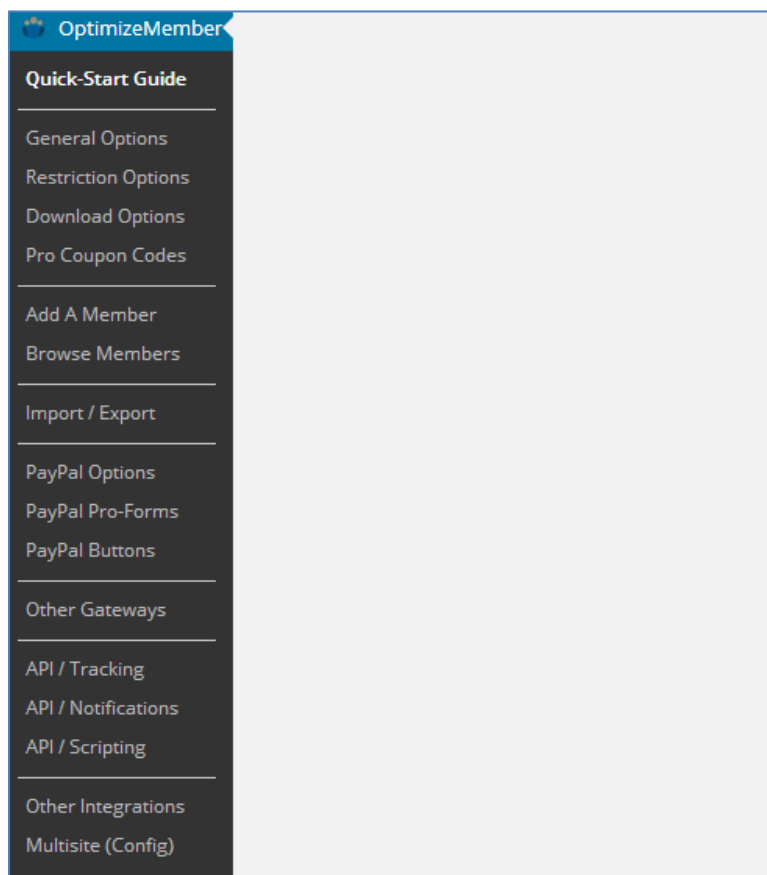 OptimizeMember
Quick-Start Guide
General Options
Restriction Options
Download Options
Pro Coupon Codes
Add A Member
Browse Members
Import / Export
PayPal Options
PayPal Pro-Forms
PayPal Buttons
Other Gateways
API / Tracking
API / Notifications
API / Scripting
Other Integrations
Multisite (Config)